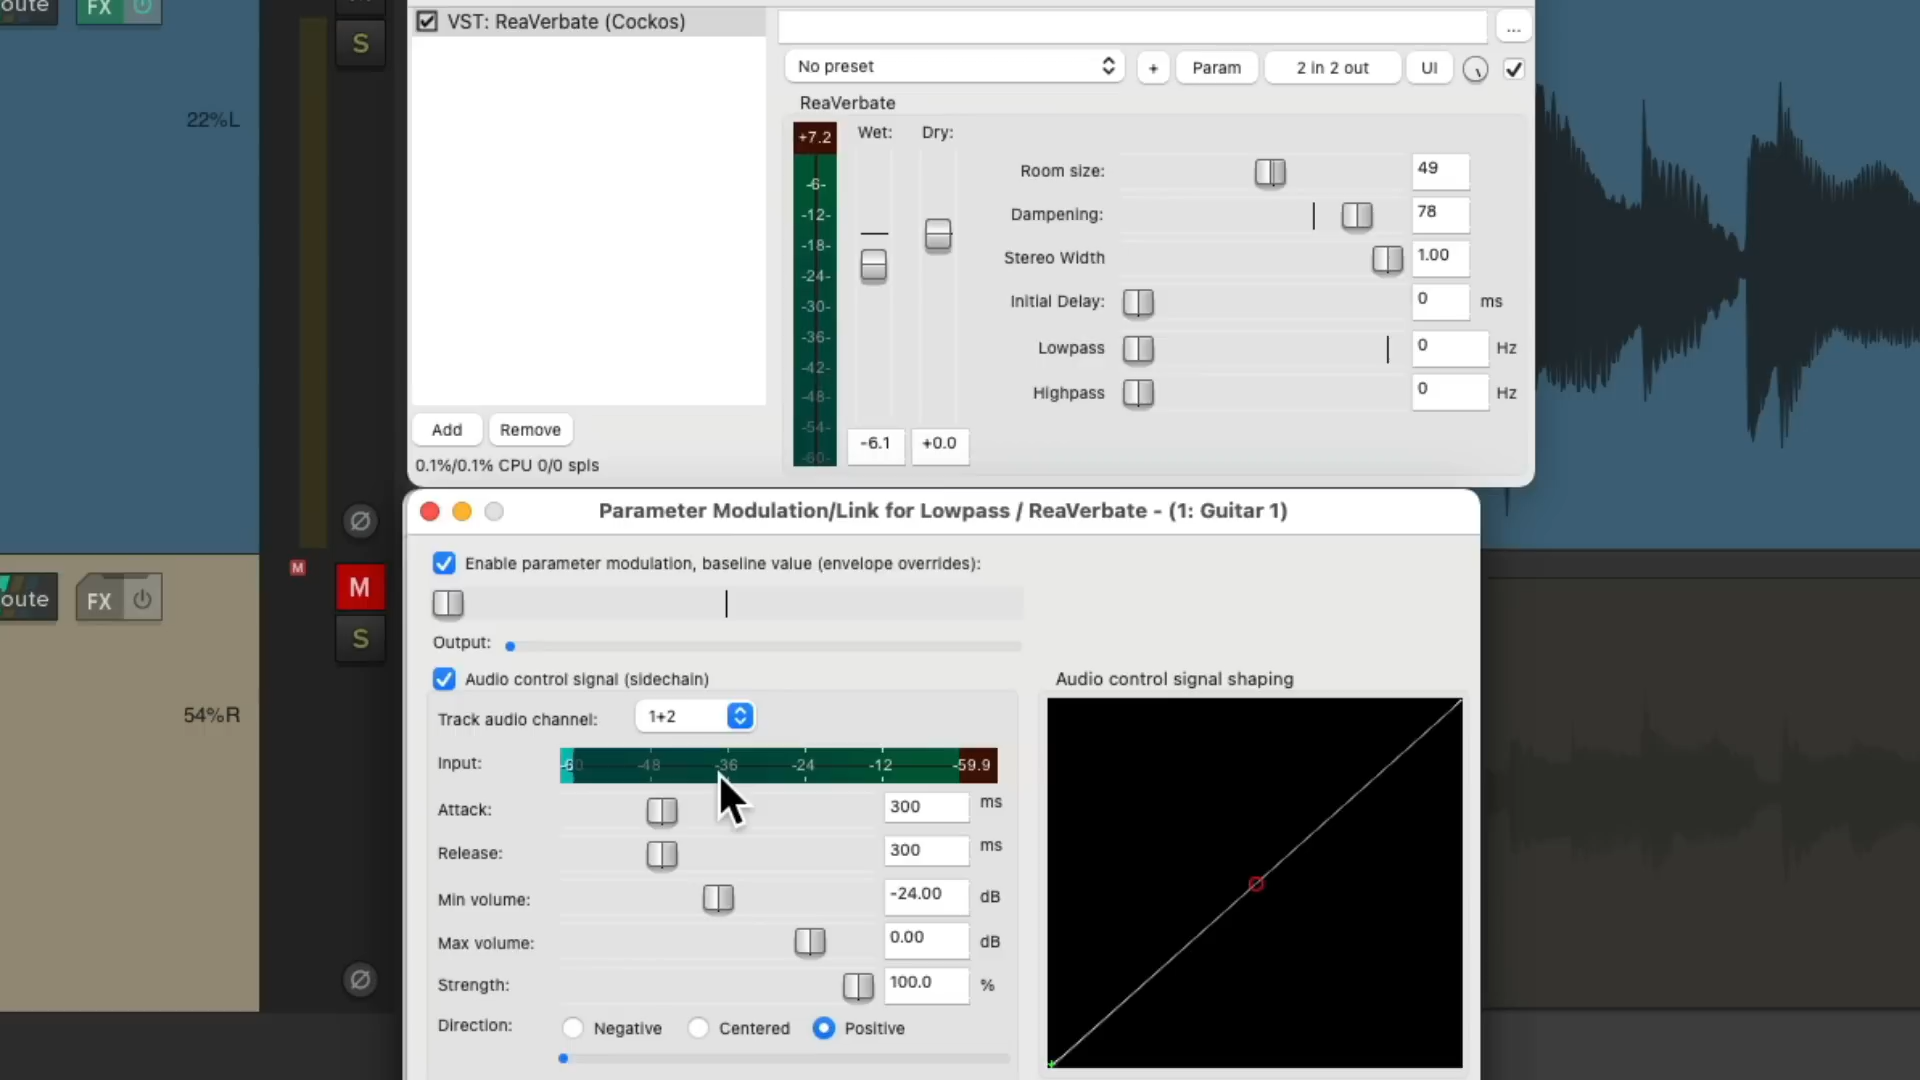 oute FX
S
22%L
VST: ReaVerbate (Cockos)
...
No preset + Param 2 in 2 out UI
ReaVerbate
+7.2 Wet: Dry:
-6-
-12-
-18-
-24-
-30-
-36-
-42-
-48-
-54-
-60-
Room size: 49
Dampening: 78
Stereo Width 1.00
Initial Delay: 0 ms
Lowpass 0 Hz
Highpass 0 Hz
-6.1 +0.0
Add Remove
0.1%/0.1% CPU 0/0 spls
Parameter Modulation/Link for Lowpass / ReaVerbate - (1: Guitar 1)
Enable parameter modulation, baseline value (envelope overrides):
M
M
oute FX
S
54%R
Output:
Audio control signal (sidechain)
Audio control signal shaping
Track audio channel: 1+2
Input: -60 -48 -36 -24 -12 -59.9
Attack: 300 ms
Release: 300 ms
Min volume: -24.00 dB
Max volume: 0.00 dB
Strength: 100.0 %
Direction: Negative Centered Positive